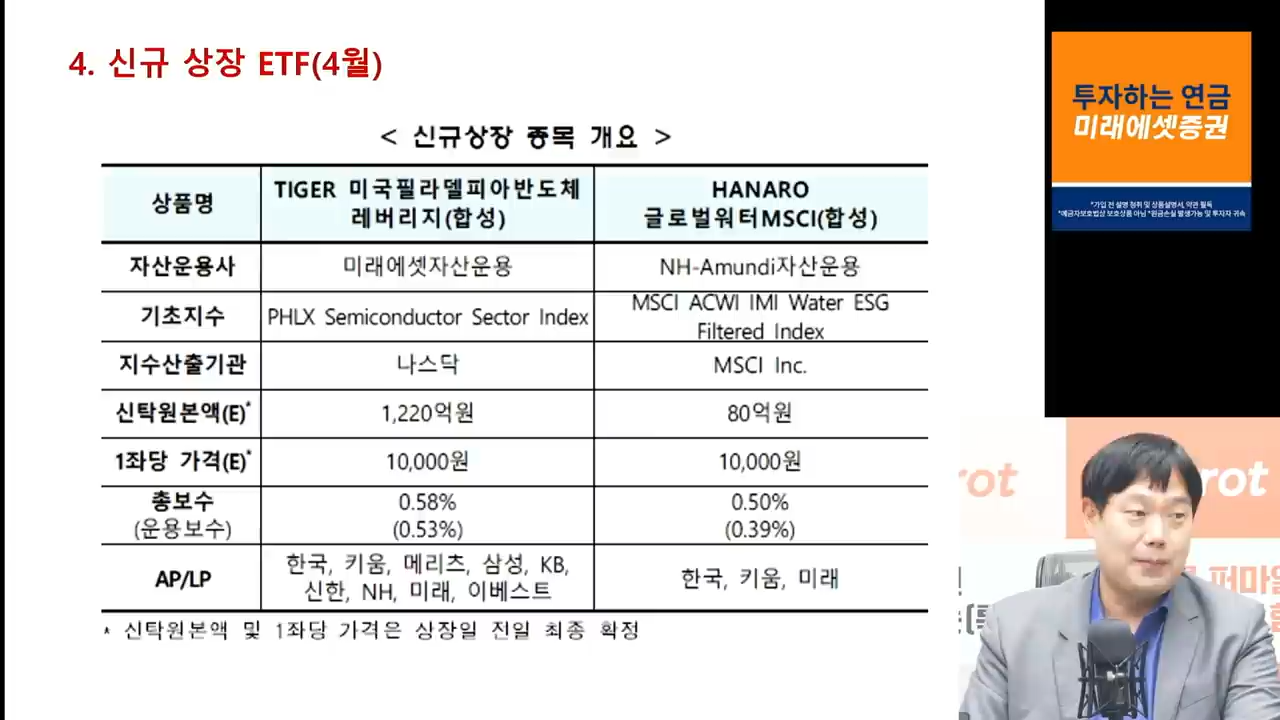 4. 신규 상장 ETF(4월)
< 신규상장 종목 개요 >
상품명
TIGER 미국필라델피아반도체
레버리지(합성)
HANARO
글로벌워터MSCI(합성)
자산운용사
미래에셋자산운용
NH-Amundi자산운용
기초지수
PHLX Semiconductor Sector Index
MSCI ACWI IMI Water ESG
Filtered Index
지수산출기관
나스닥
MSCI Inc.
신탁원본액(E)*
1,220억원
80억원
1좌당 가격(E)*
10,000원
10,000원
총보수
(운용보수)
0.58%
(0.53%)
0.50%
(0.39%)
AP/LP
한국, 키움, 메리츠, 삼성, KB,
신한, NH, 미래, 이베스트
한국, 키움, 미래
* 신탁원본액 및 1좌당 가격은 상장일 전일 최종 확정
투자하는 연금
미래에셋증권
*가입 전 설명 청취 및 상품설명서, 약관 필독
*예금자보호법상 보호상품 아님 *원금손실 발생가능 및 투자자 귀속
rot
rot
퍼마일